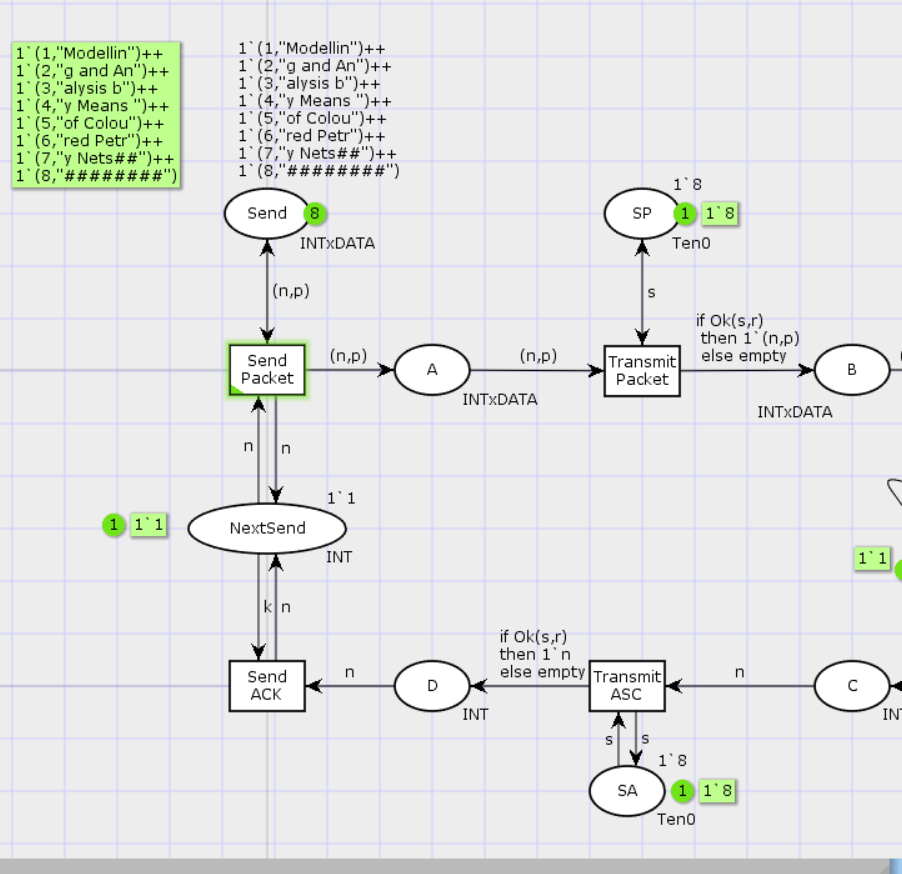 1`(1,"Modellin")++
1`(2,"g and An")++
1`(3,"alysis b")++
1`(4,"y Means ")++
1`(5,"of Colou")++
1`(6,"red Petr")++
1`(7,"y Nets##")++
1`(8,"########")
1`(1,"Modellin")++
1`(2,"g and An")++
1`(3,"alysis b")++
1`(4,"y Means ")++
1`(5,"of Colou")++
1`(6,"red Petr")++
1`(7,"y Nets##")++
1`(8,"########")
Send
8
INTxDATA
1`8
SP
1
1`8
Ten0
(n,p)
s
Send
Packet
(n,p)
A
INTxDATA
(n,p)
Transmit
Packet
if Ok(s,r)
then 1`(n,p)
else empty
B
INTxDATA
(
n
n
1
1`1
1`1
NextSend
INT
1`1
k
n
Send
ACK
n
D
INT
if Ok(s,r)
then 1`n
else empty
Transmit
ASC
n
C
INT
s
s
1`8
SA
1
1`8
Ten0